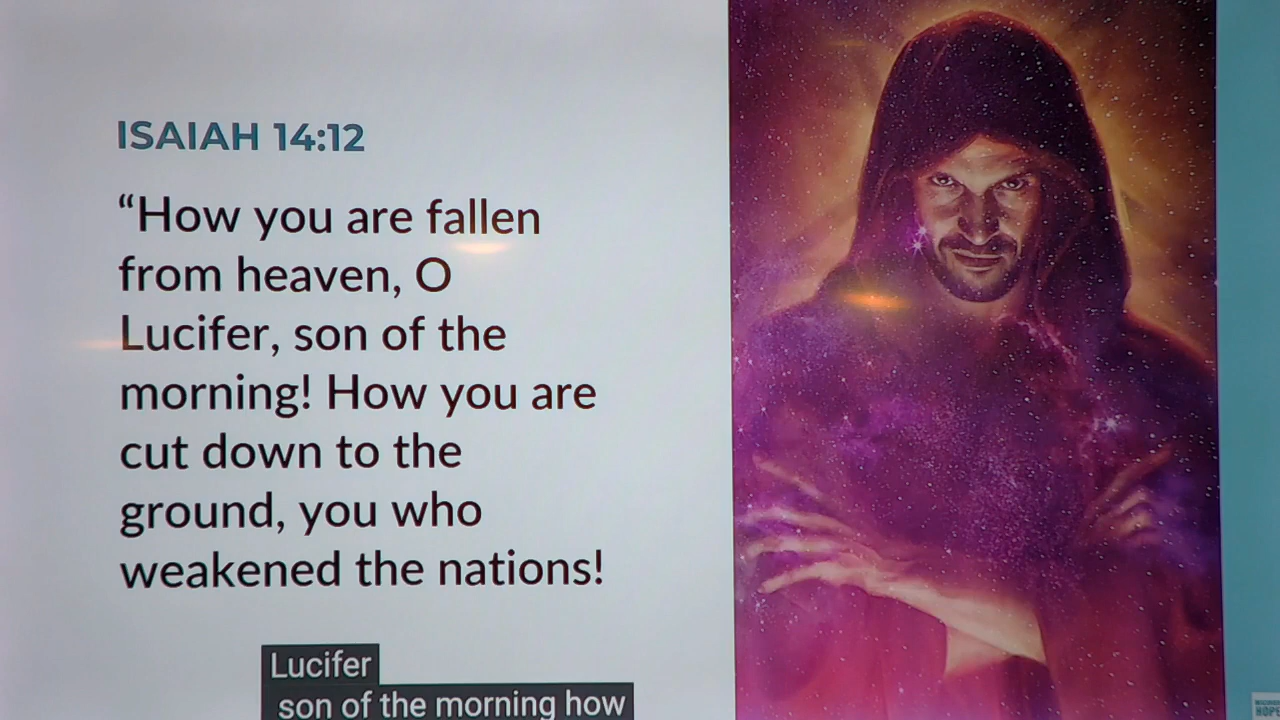 ISAIAH 14:12
“How you are fallen
from heaven, O
Lucifer, son of the
morning! How you are
cut down to the
ground, you who
weakened the nations!
Lucifer
son of the morning how
HOPE